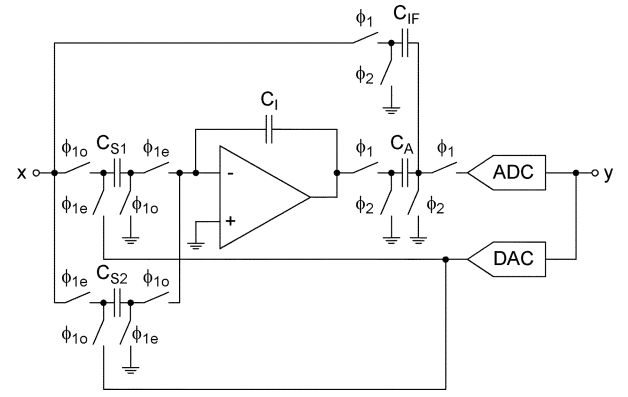 ϕ1 CIF
ϕ2
CI
ϕ1o CS1 ϕ1e ϕ1 CA ϕ1
x - ADC y
ϕ1e ϕ1o + ϕ2 ϕ2
DAC
ϕ1e CS2 ϕ1o
ϕ1o ϕ1e